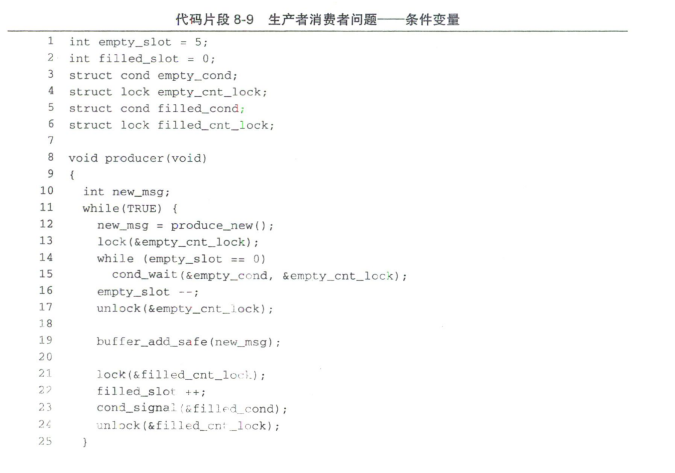 代码片段 8-9 生产者消费者问题——条件变量
1 int empty_slot = 5;
2 int filled_slot = 0;
3 struct cond empty_cond;
4 struct lock empty_cnt_lock;
5 struct cond filled_cond;
6 struct lock filled_cnt_lock;
7
8 void producer(void)
9 {
10 int new_msg;
11 while(TRUE) {
12 new_msg = produce_new();
13 lock(&empty_cnt_lock);
14 while (empty_slot == 0)
15 cond_wait(&empty_cond, &empty_cnt_lock);
16 empty_slot --;
17 unlock(&empty_cnt_lock);
18
19 buffer_add_safe(new_msg);
20
21 lock(&filled_cnt_lock);
22 filled_slot ++;
23 cond_signal(&filled_cond);
24 unlock(&filled_cnt_lock);
25 }